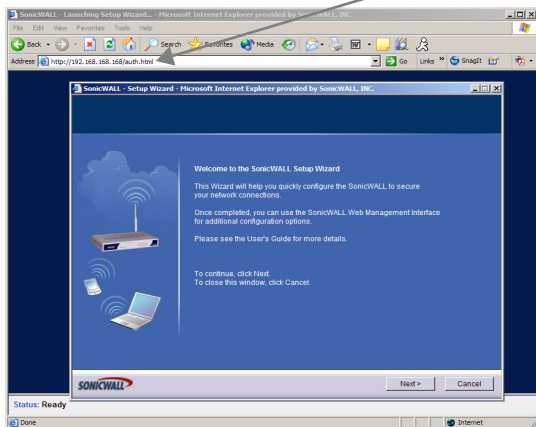 SonicWALL - Launching Setup Wizard... - Microsoft Internet Explorer provided by SonicWALL, INC.
File Edit View Favorites Tools Help
Back Search Favorites Media
Address http://192.168.168.168/auth.html Go Links » SnagIt
SonicWALL - Setup Wizard - Microsoft Internet Explorer provided by SonicWALL, INC.
Welcome to the SonicWALL Setup Wizard
This Wizard will help you quickly configure the SonicWALL to secure
your network connections.
Once completed, you can use the SonicWALL Web Management Interface
for additional configuration options.
Please see the User's Guide for more details.
To continue, click Next.
To close this window, click Cancel.
SONICWALL
Next > Cancel
Status: Ready
Done Internet